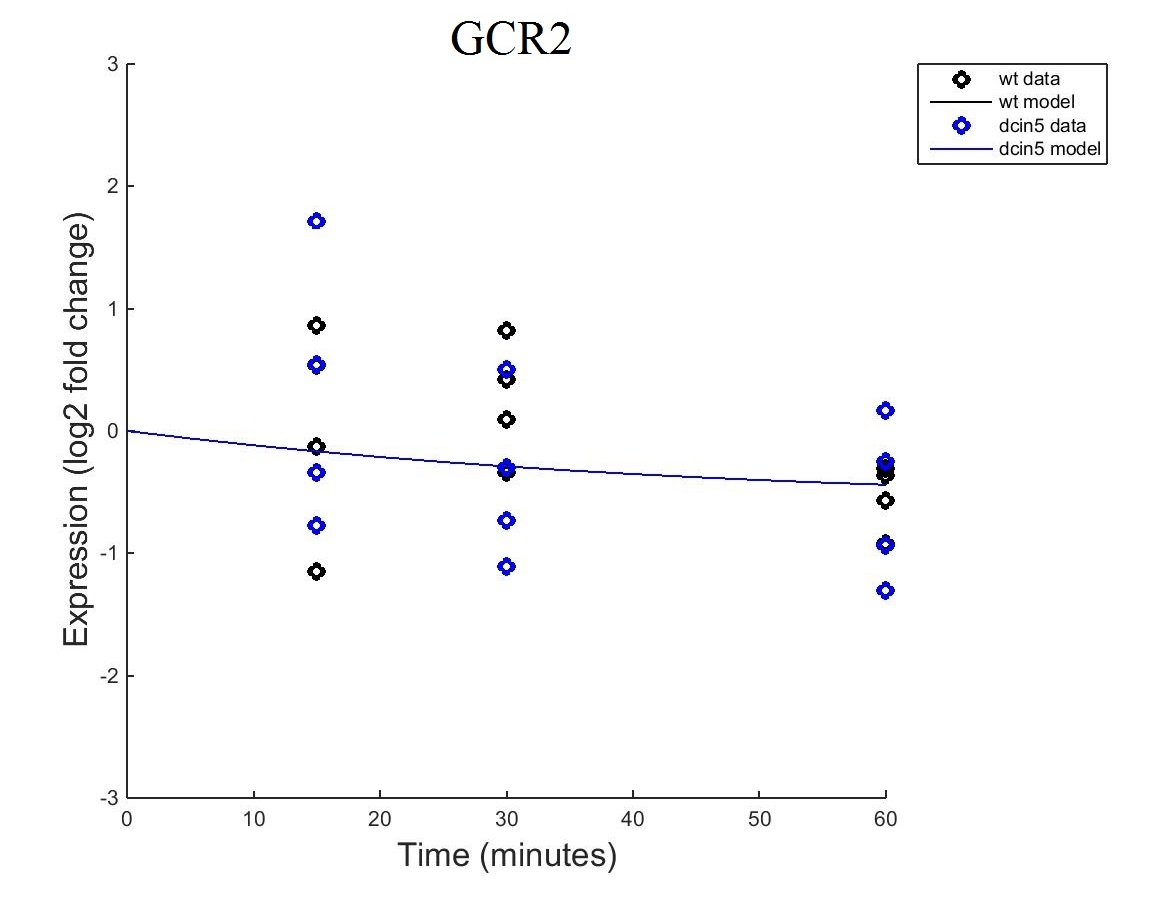 GCR2
3
2
1
0
-1
-2
-3
Expression (log2 fold change)
0 10 20 30 40 50 60
Time (minutes)
wt data
wt model
dcin5 data
dcin5 model